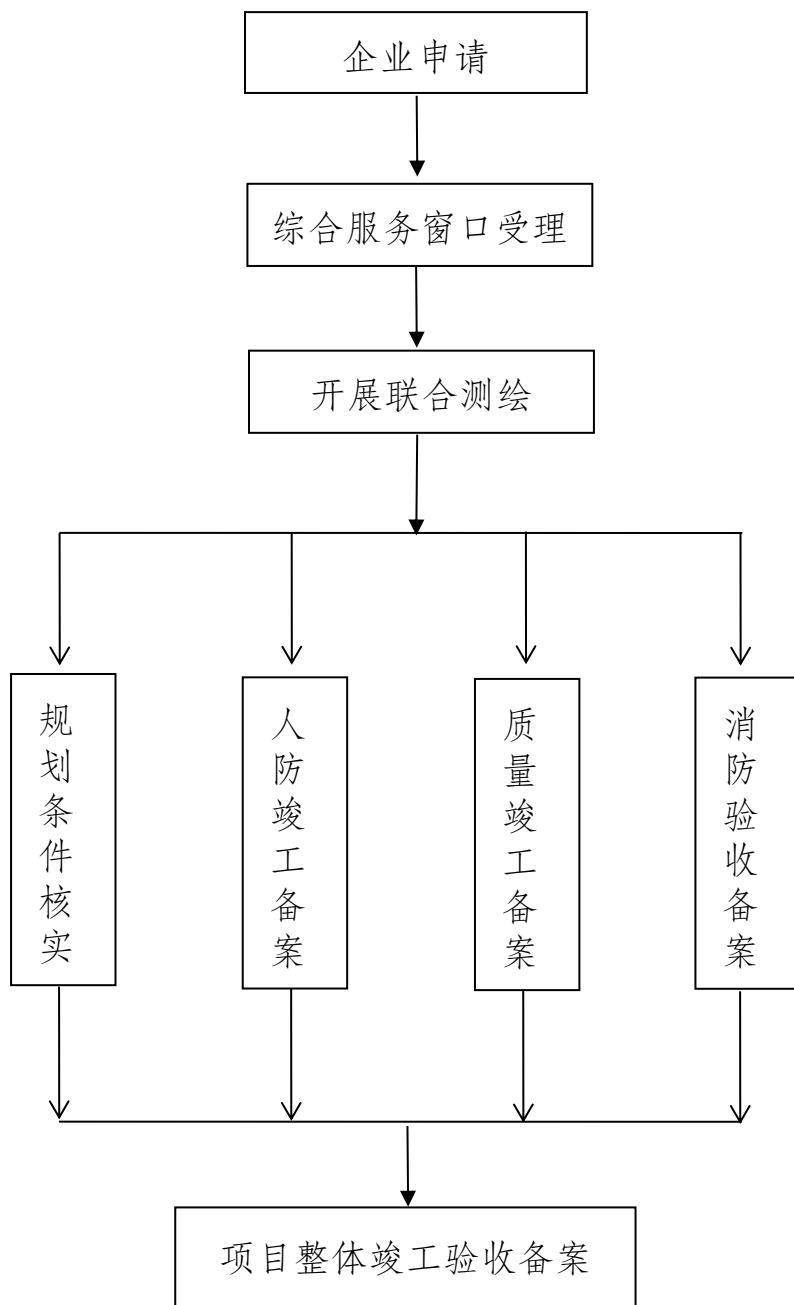 企业申请
综合服务窗口受理
开展联合测绘
规划条件核实
人防竣工备案
质量竣工备案
消防验收备案
项目整体竣工验收备案